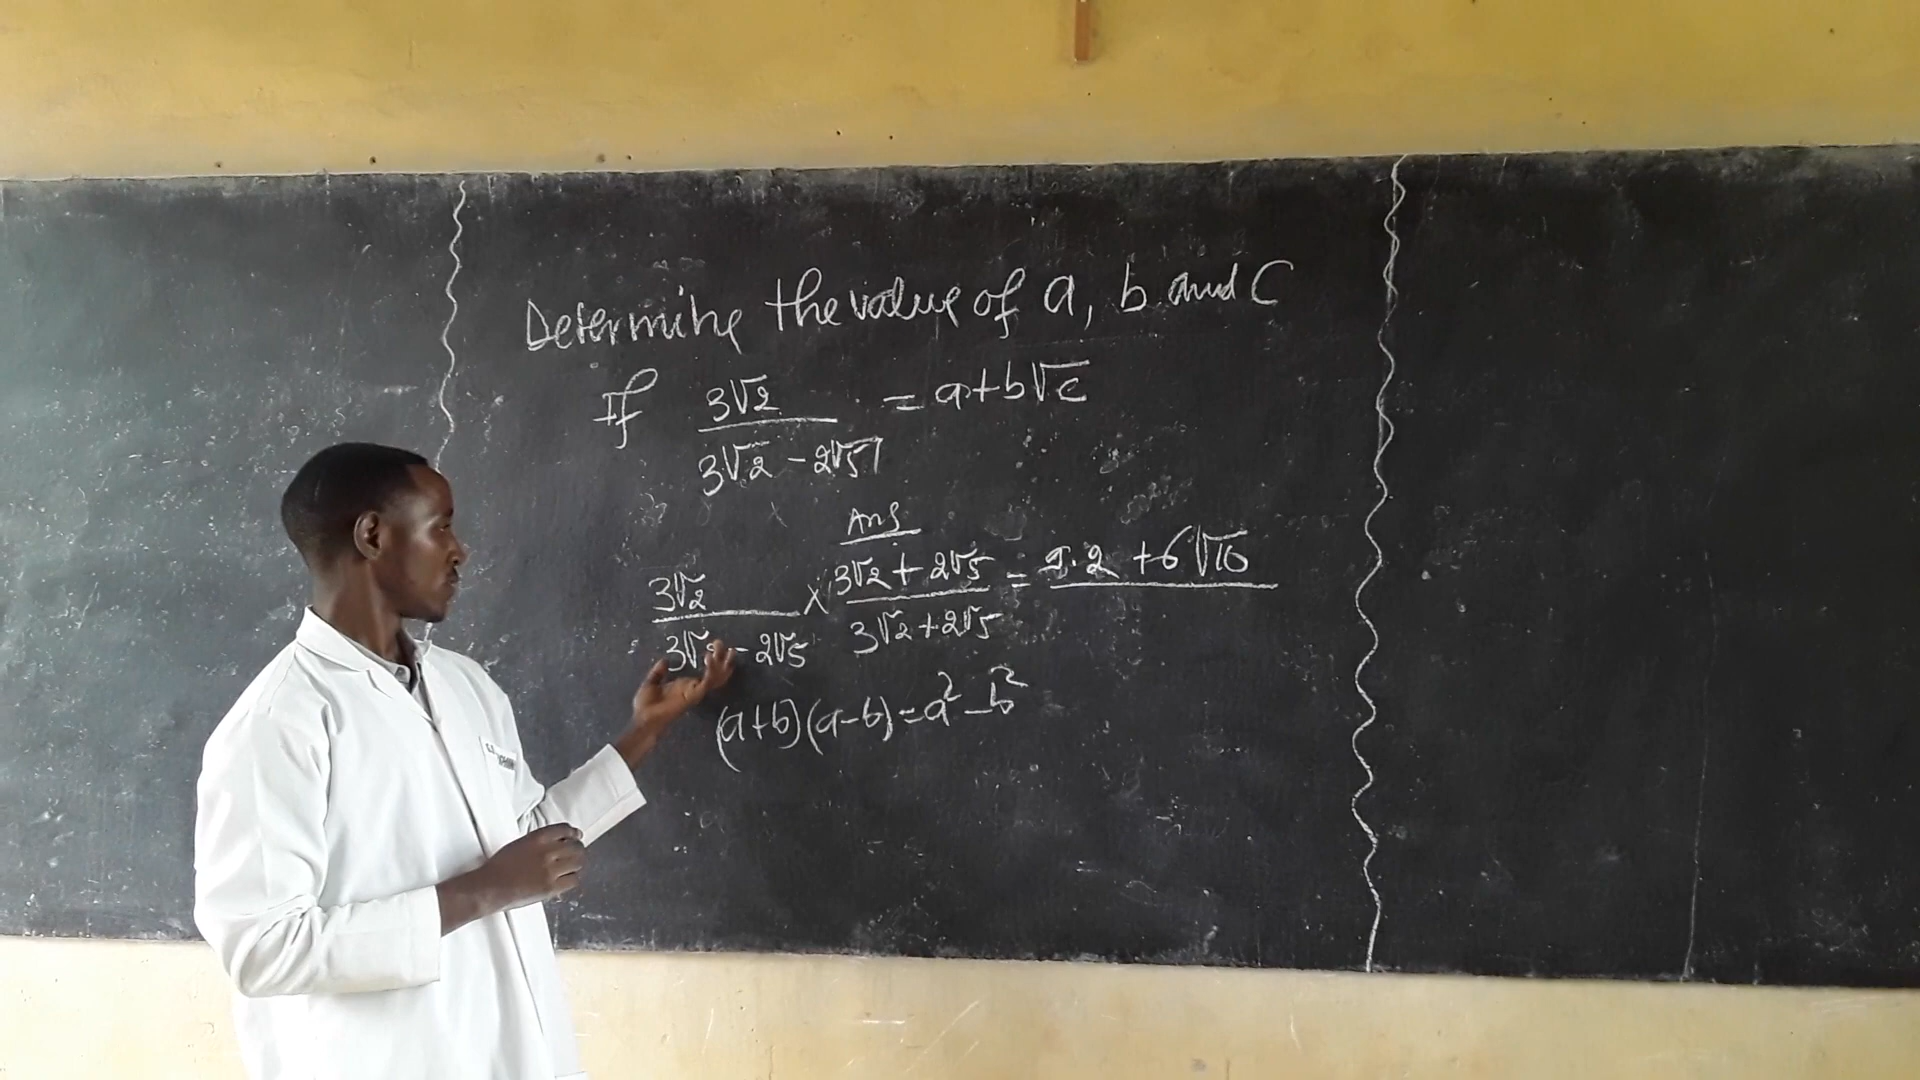 Determine the value of a, b and C
If 3√2 / 3√2 - 2√5 = a+b√c
Ans
3√2 / 3√2 - 2√5 × 3√2 + 2√5 / 3√2 + 2√5 = 9.2 + 6√10
(a+b)(a-b) = a² - b²